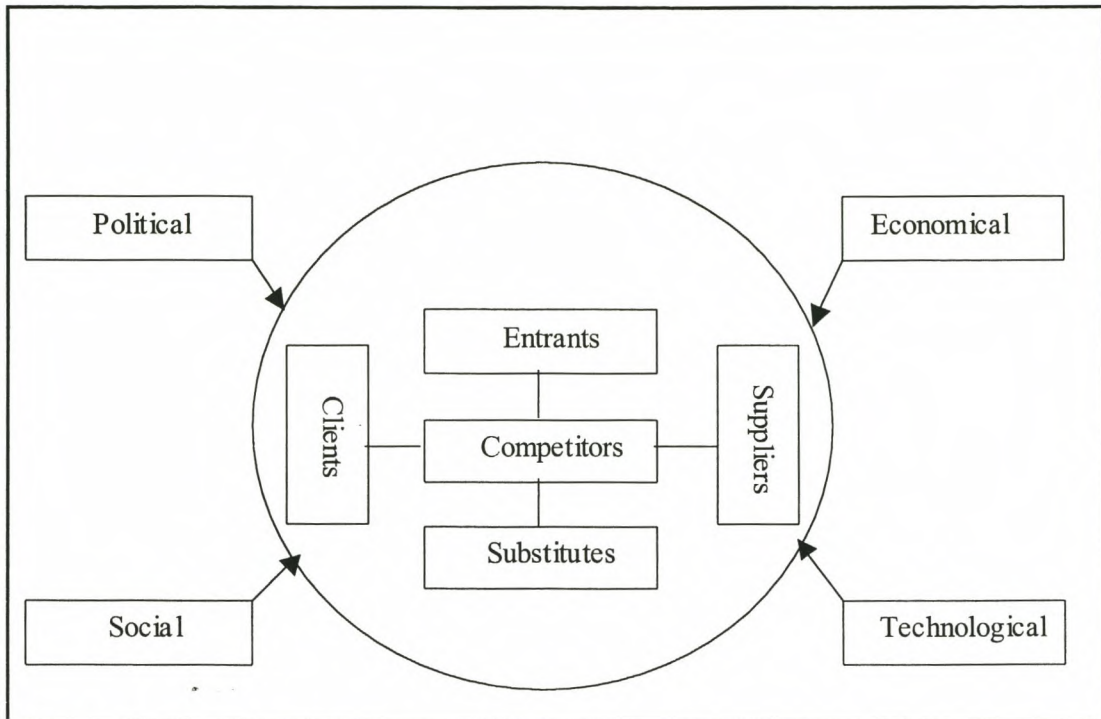 Political
Economical
Entrants
Clients
Suppliers
Competitors
Substitutes
Social
Technological